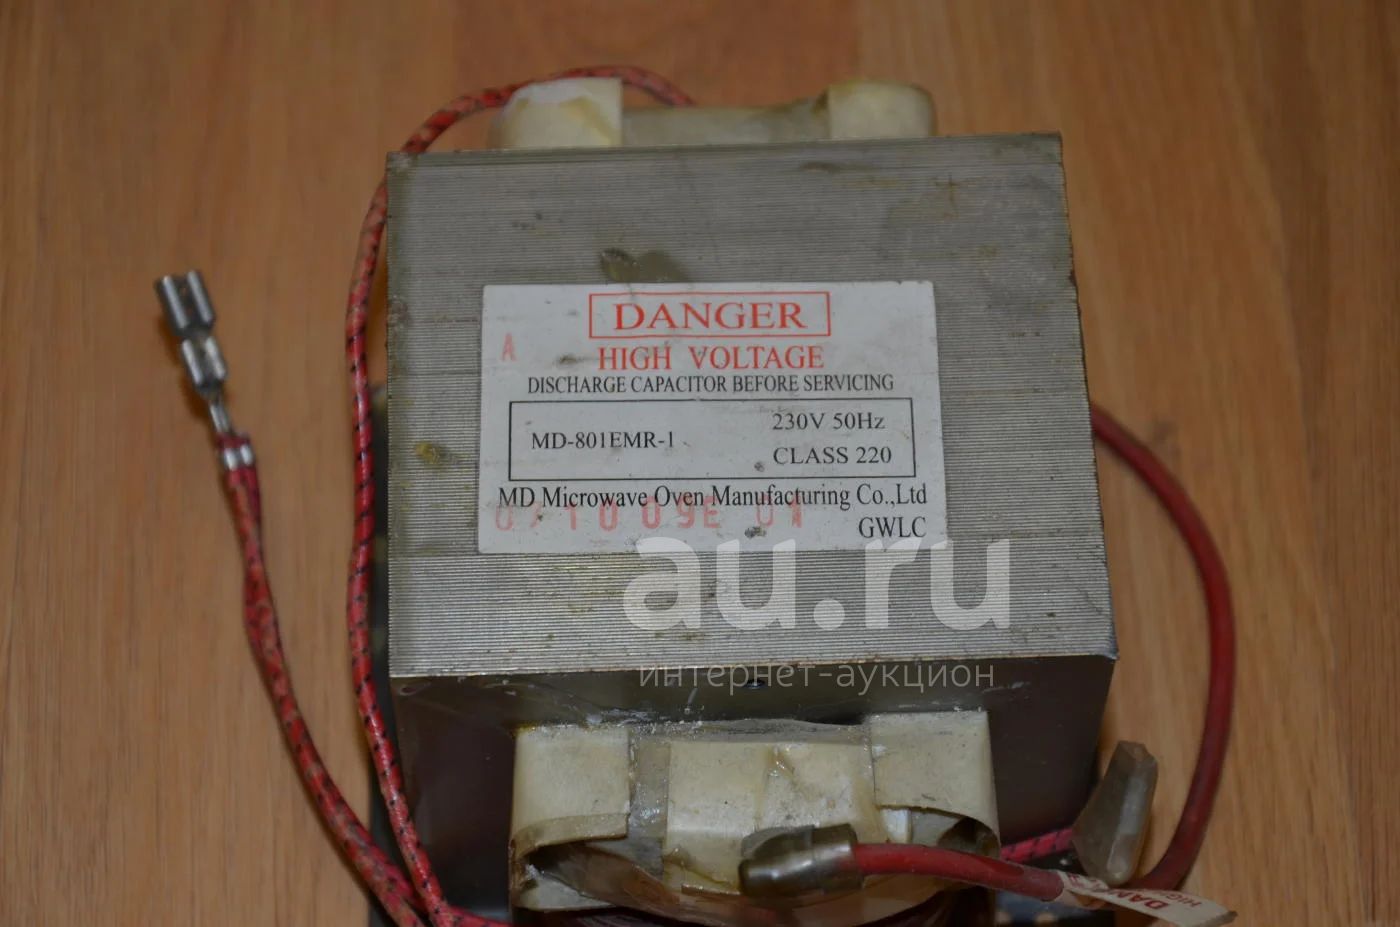 DANGER
A
HIGH VOLTAGE
DISCHARGE CAPACITOR BEFORE SERVICING
230V 50Hz
MD-801EMR-1
CLASS 220
MD Microwave Oven Manufacturing Co.,Ltd
GWLC
au.ru
интернет-аукцион